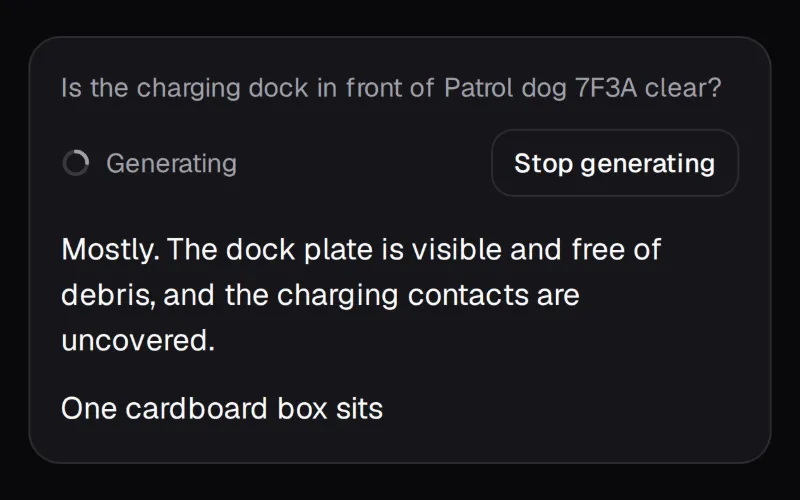 Is the charging dock in front of Patrol dog 7F3A clear?
Generating
Stop generating
Mostly. The dock plate is visible and free of
debris, and the charging contacts are
uncovered.
One cardboard box sits